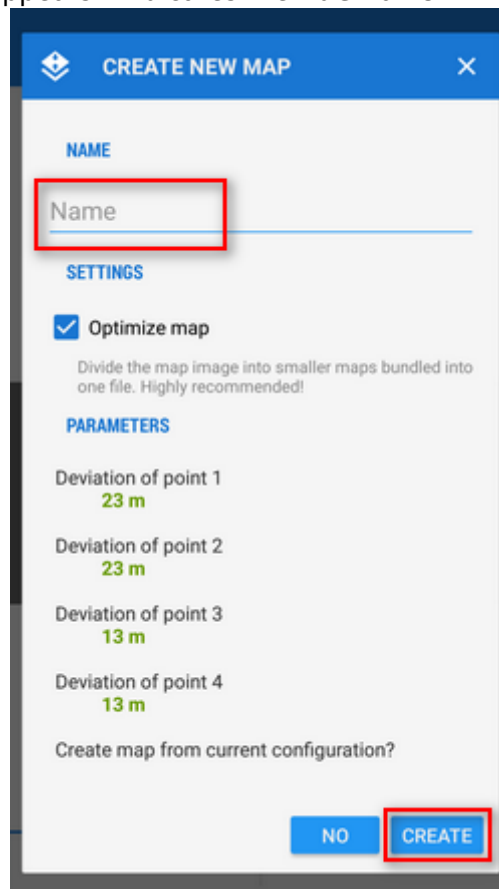 CREATE NEW MAP
NAME
Name
SETTINGS
Optimize map
Divide the map image into smaller maps bundled into
one file. Highly recommended!
PARAMETERS
Deviation of point 1
23 m
Deviation of point 2
23 m
Deviation of point 3
13 m
Deviation of point 4
13 m
Create map from current configuration?
NO CREATE